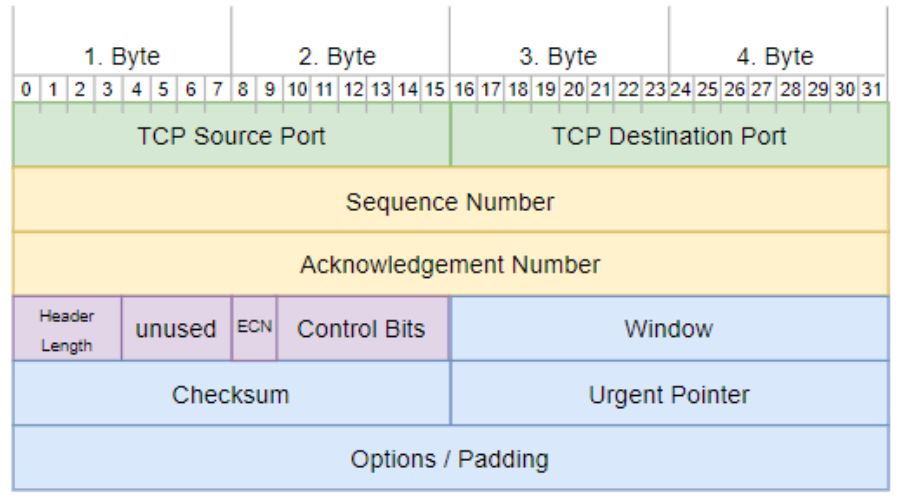 1. Byte 2. Byte 3. Byte 4. Byte
0 1 2 3 4 5 6 7 8 9 10 11 12 13 14 15 16 17 18 19 20 21 22 23 24 25 26 27 28 29 30 31
TCP Source Port TCP Destination Port
Sequence Number
Acknowledgement Number
Header
Length
unused ECN Control Bits Window
Checksum Urgent Pointer
Options / Padding